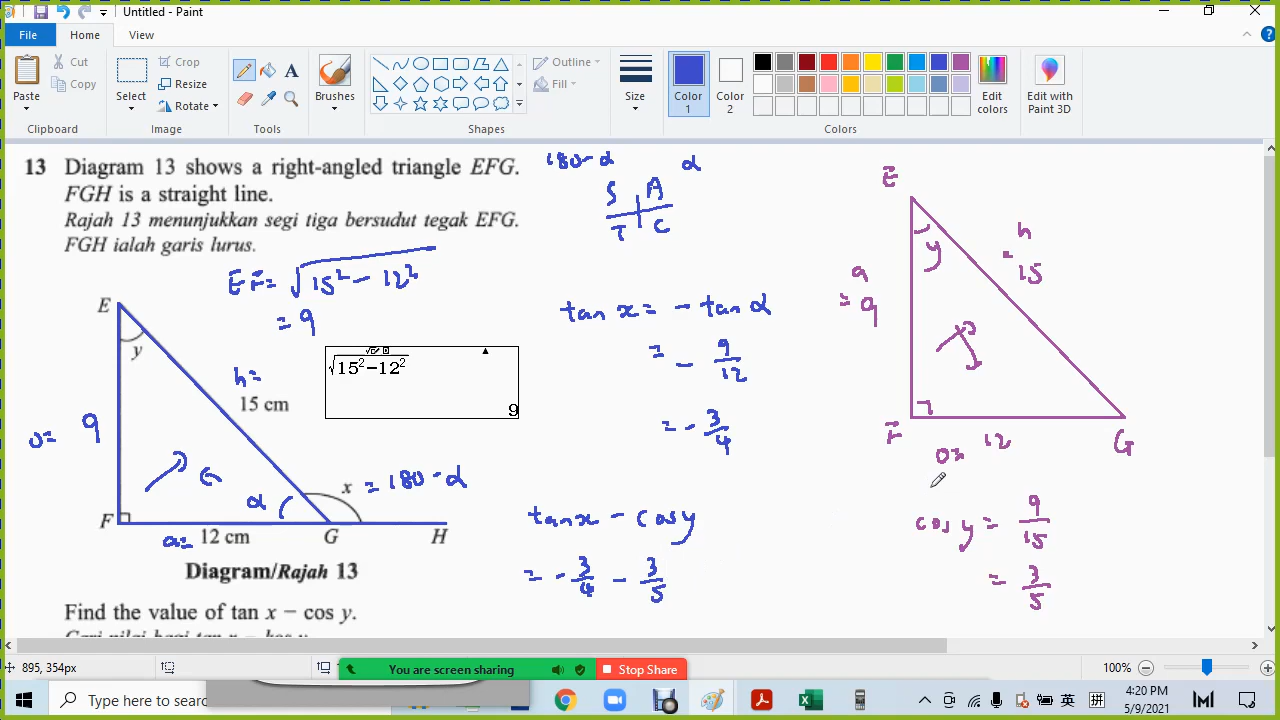 Untitled - Paint
File Home View
Paste Cut Copy Clipboard
Select Crop Resize Rotate Image
A Tools
Brushes
Outline Fill Shapes
Size
Color 1 Color 2 Edit colors Edit with Paint 3D Colors
13 Diagram 13 shows a right-angled triangle EFG.
FGH is a straight line.
Rajah 13 menunjukkan segi tiga bersudut tegak EFG.
FGH ialah garis lurus.
EF = √15² − 12²
= 9
√15²−12²
9
E
y
h=
15 cm
o= 9
α
x = 180 - α
F
a= 12 cm
G
H
Diagram/Rajah 13
Find the value of tan x − cos y.
180-α α
S A
T C
tan x = - tan α
= - 9/12
= - 3/4
tan x - cos y
= - 3/4 - 3/5
E
y
h
= 15
a
= 9
F
o= 12
G
cos y = 9/15
= 3/5
895, 354px
100%
You are screen sharing Stop Share
Type here to searc
英 拼
4:20 PM
5/9/2021